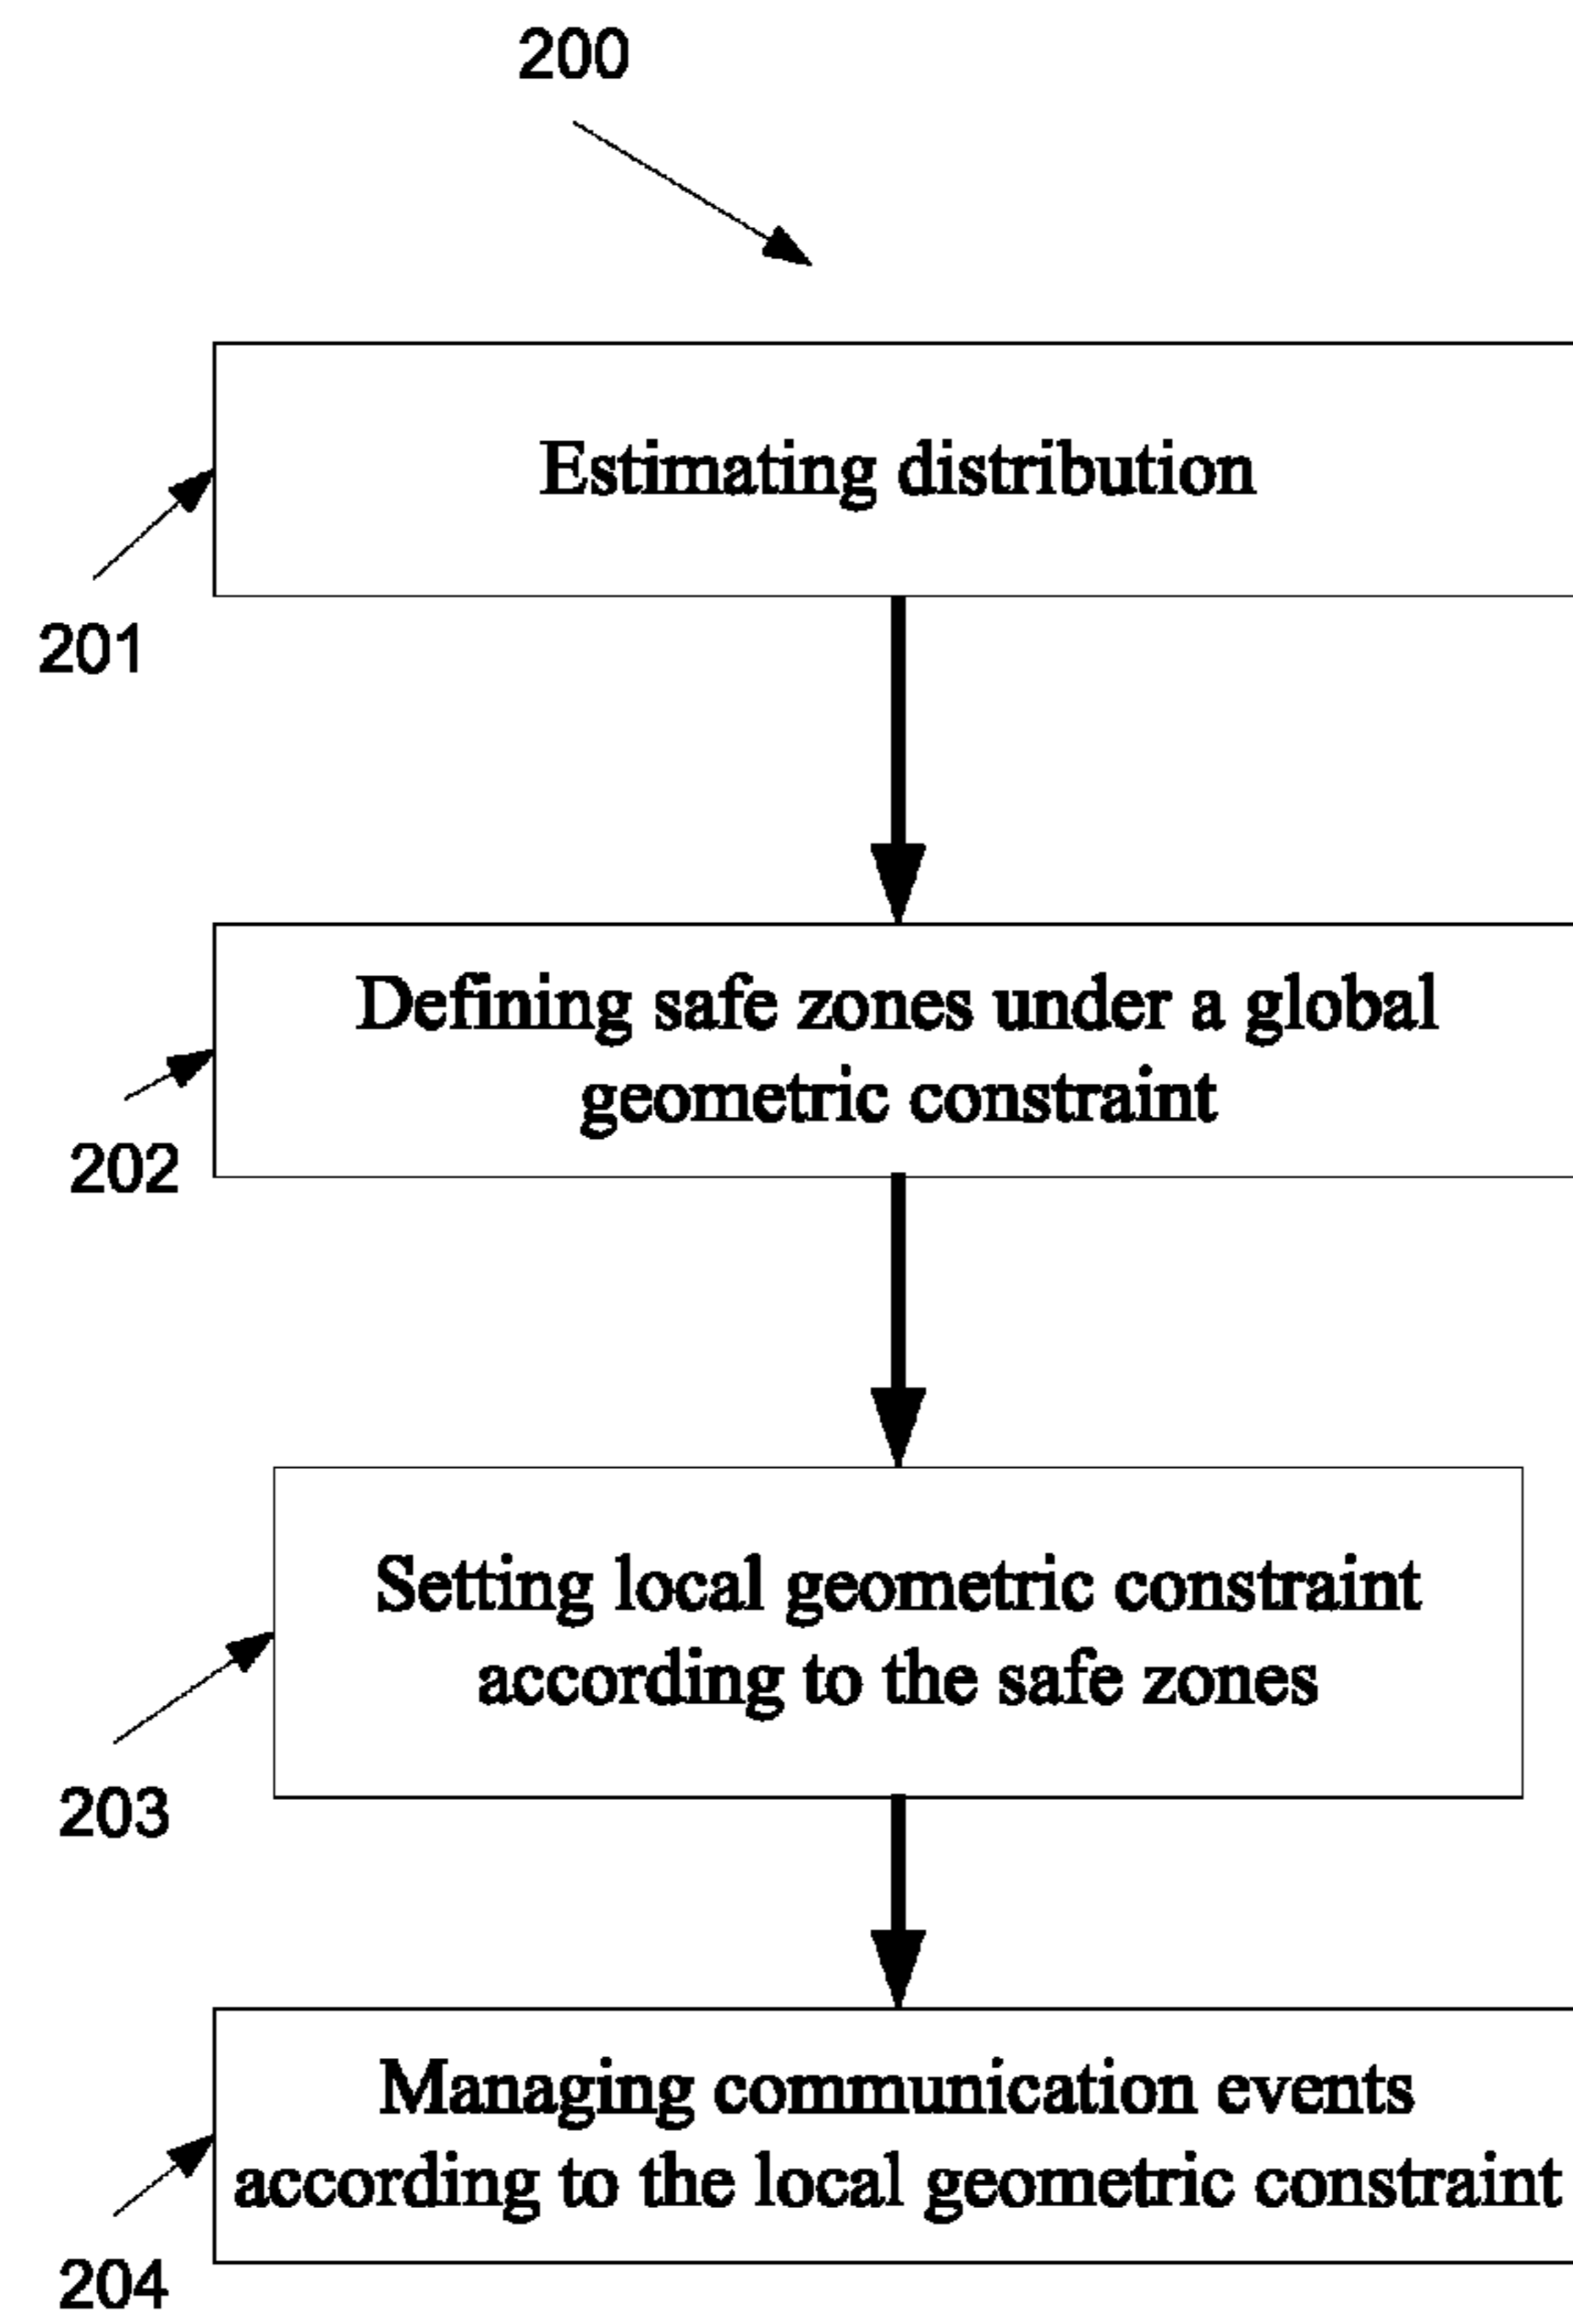 200
Estimating distribution
201
Defining safe zones under a global
geometric constraint
202
Setting local geometric constraint
according to the safe zones
203
Managing communication events
according to the local geometric constraint
204